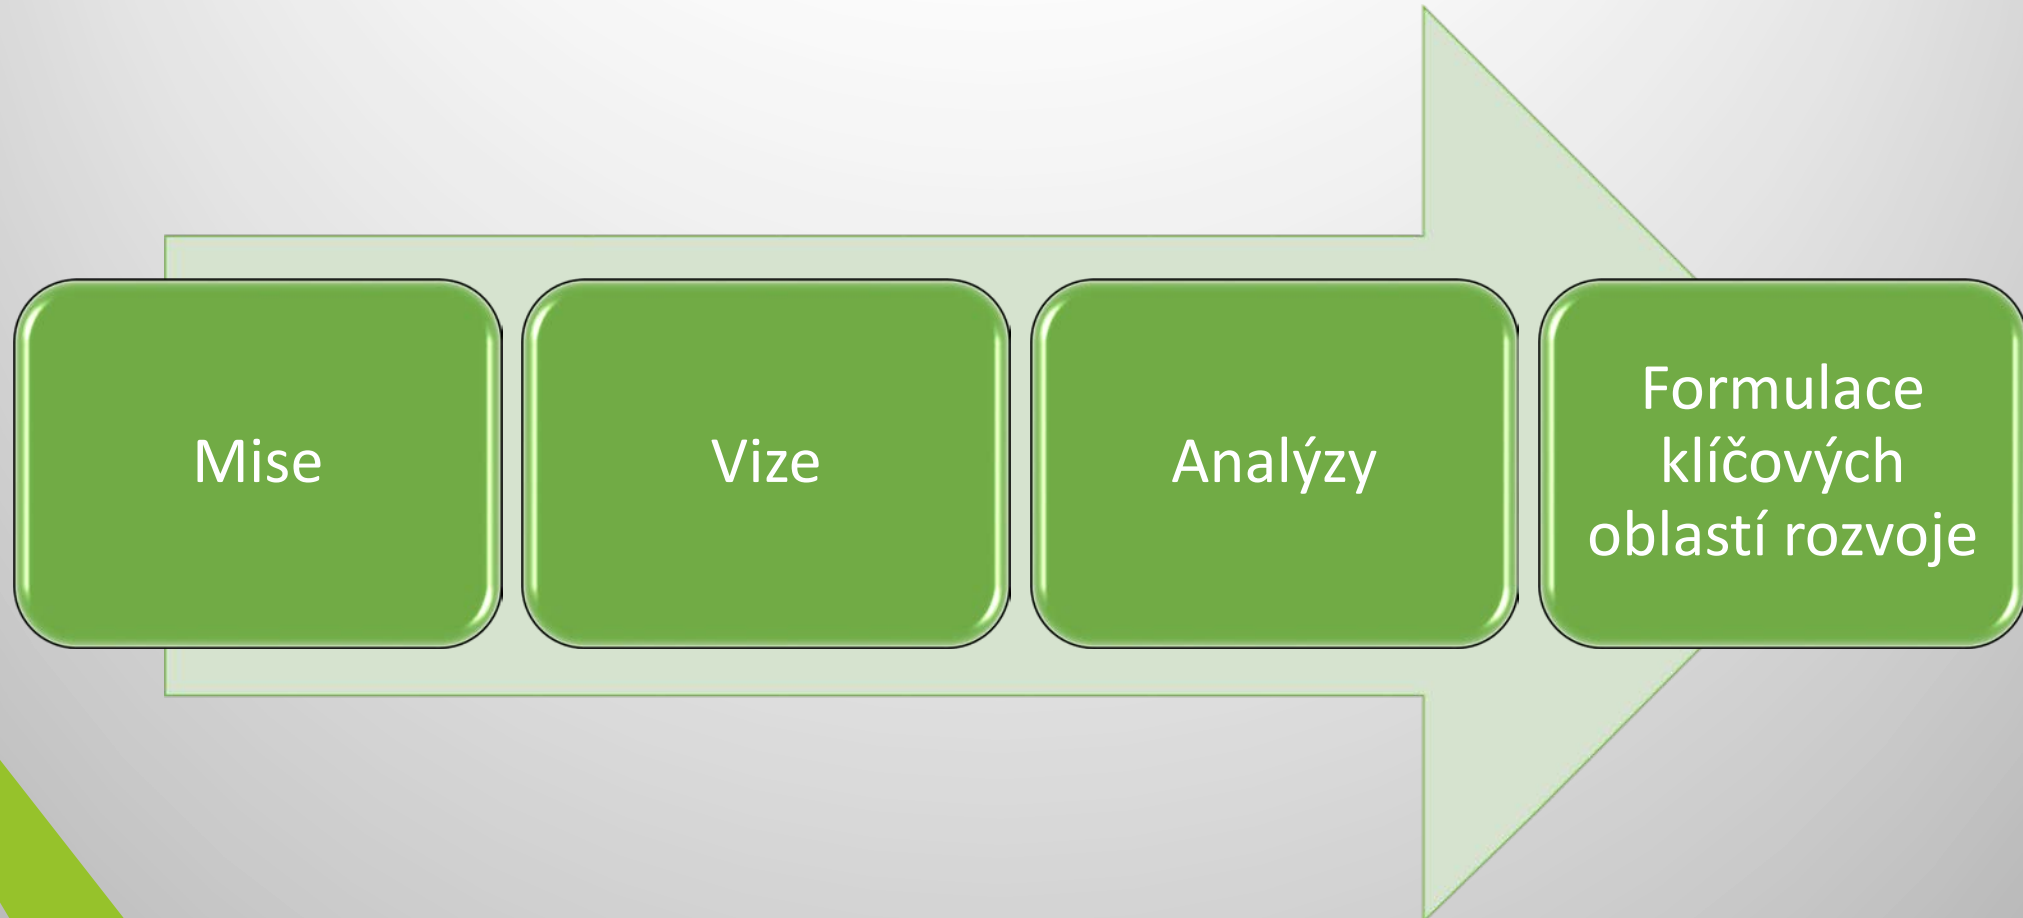 Mise
Vize
Analýzy
Formulace
klíčových
oblastí rozvoje